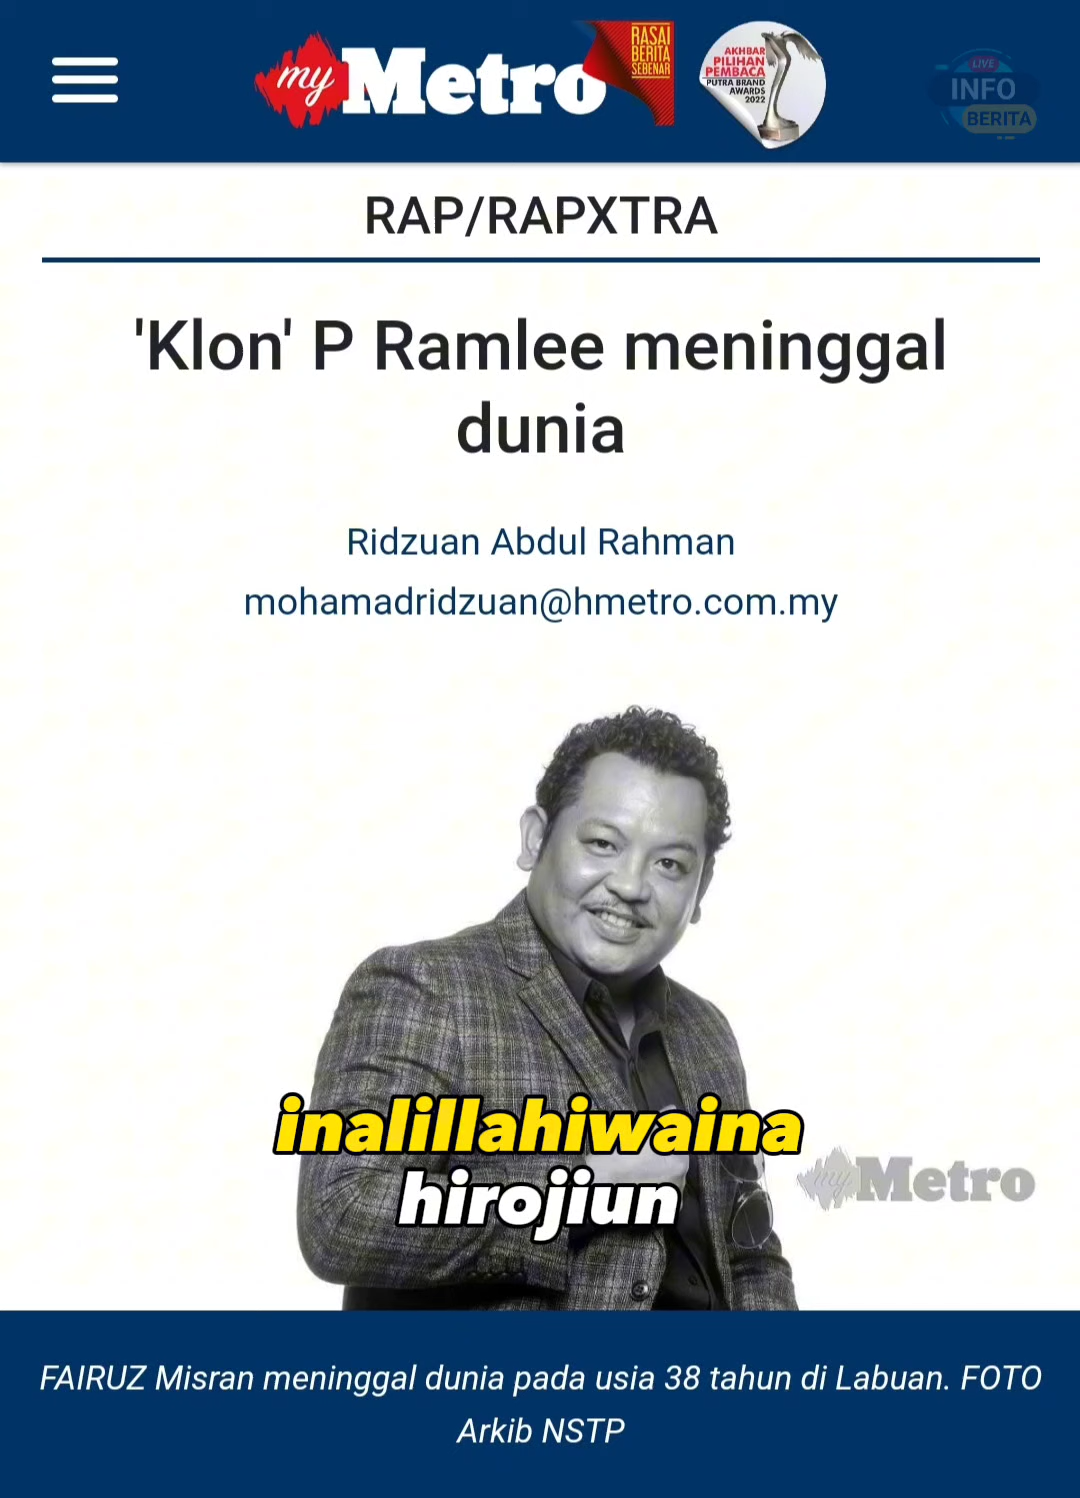 my Metro
RASAI
BERITA
SEBENAR
AKHBAR
PILIHAN
PEMBACA
PUTRA BRAND
AWARDS
2022
LIVE
INFO
BERITA
RAP/RAPXTRA
'Klon' P Ramlee meninggal
dunia
Ridzuan Abdul Rahman
mohamadridzuan@hmetro.com.my
inalillahiwaina
hirojiun
my Metro
FAIRUZ Misran meninggal dunia pada usia 38 tahun di Labuan. FOTO
Arkib NSTP